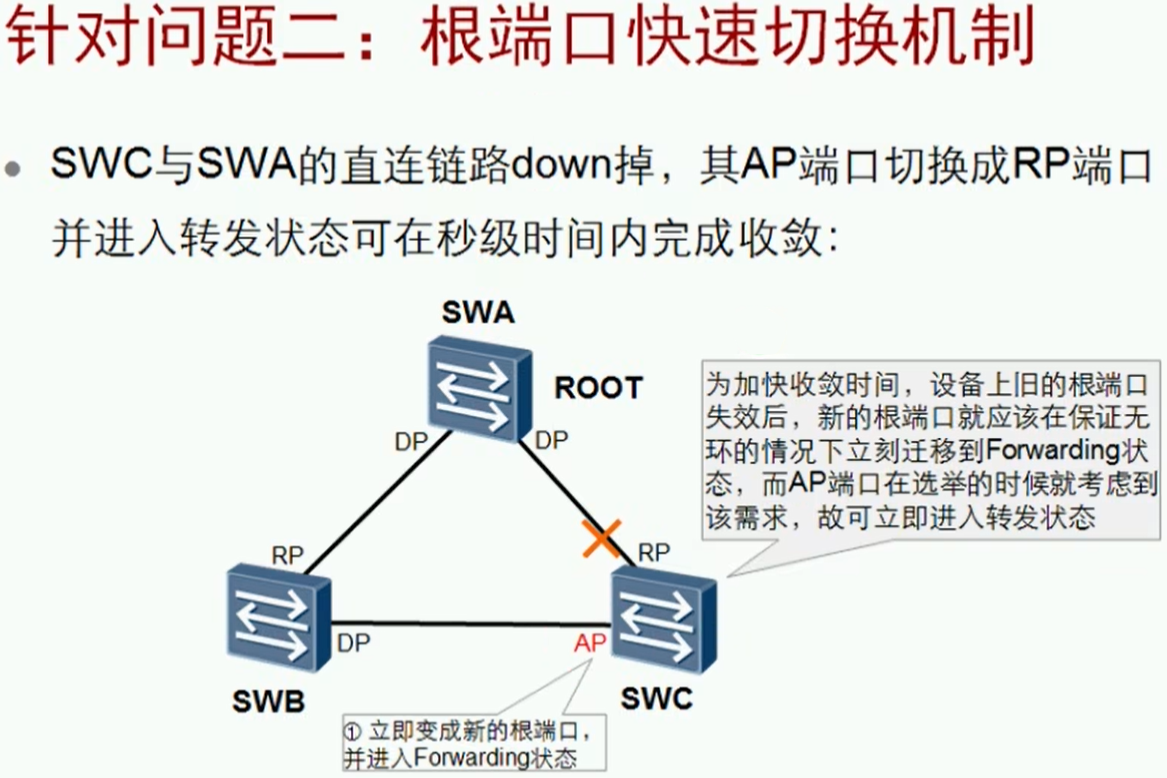 针对问题二：根端口快速切换机制
SWC与SWA的直连链路down掉，其AP端口切换成RP端口
并进入转发状态可在秒级时间内完成收敛：
SWA
ROOT
DP
DP
为加快收敛时间，设备上旧的根端口
失效后，新的根端口就应该在保证无
环的情况下立刻迁移到Forwarding状
态，而AP端口在选举的时候就考虑到
该需求，故可立即进入转发状态
RP
RP
DP
AP
SWB
SWC
① 立即变成新的根端口，
并进入Forwarding状态